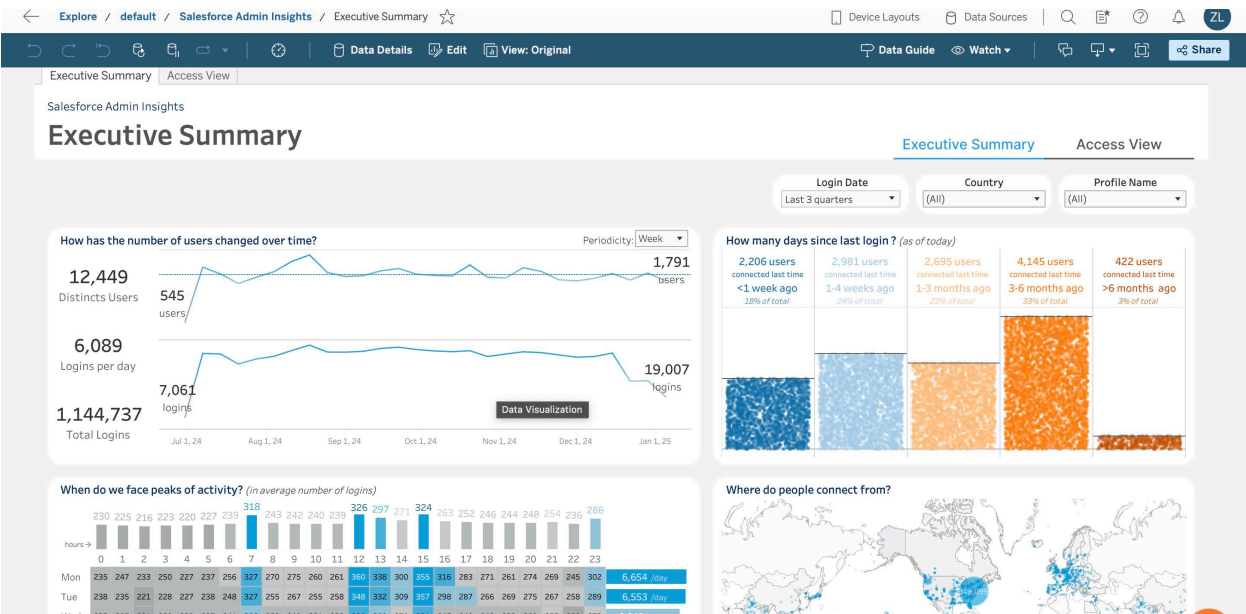 Explore / default / Salesforce Admin Insights / Executive Summary
Device Layouts
Data Sources
ZL
Data Details
Edit
View: Original
Data Guide
Watch
Share
Executive Summary
Access View
Salesforce Admin Insights
Executive Summary
Executive Summary
Access View
Login Date
Last 3 quarters
Country
(All)
Profile Name
(All)
How has the number of users changed over time?
Periodicity: Week
12,449
Distincts Users
545
users
1,791
users
6,089
Logins per day
7,061
logins
19,007
logins
Data Visualization
1,144,737
Total Logins
Jul 1, 24 Aug 1, 24 Sep 1, 24 Oct 1, 24 Nov 1, 24 Dec 1, 24 Jan 1, 25
How many days since last login ? (as of today)
2,206 users
connected last time
<1 week ago
18% of total
2,981 users
connected last time
1-4 weeks ago
24% of total
2,695 users
connected last time
1-3 months ago
22% of total
4,145 users
connected last time
3-6 months ago
33% of total
422 users
connected last time
>6 months ago
3% of total
When do we face peaks of activity? (in average number of logins)
230 225 216 223 220 227 239 318 243 242 240 239 326 297 271 324 263 252 246 244 248 254 236 286
hours→
0 1 2 3 4 5 6 7 8 9 10 11 12 13 14 15 16 17 18 19 20 21 22 23
Mon 235 247 233 250 227 237 256 327 270 275 260 261 360 338 300 355 316 283 271 261 274 269 245 302 6,654 /day
Tue 238 235 221 228 227 238 248 327 255 267 255 258 348 332 309 357 298 287 266 269 275 267 258 289 6,553 /day
Where do people connect from?